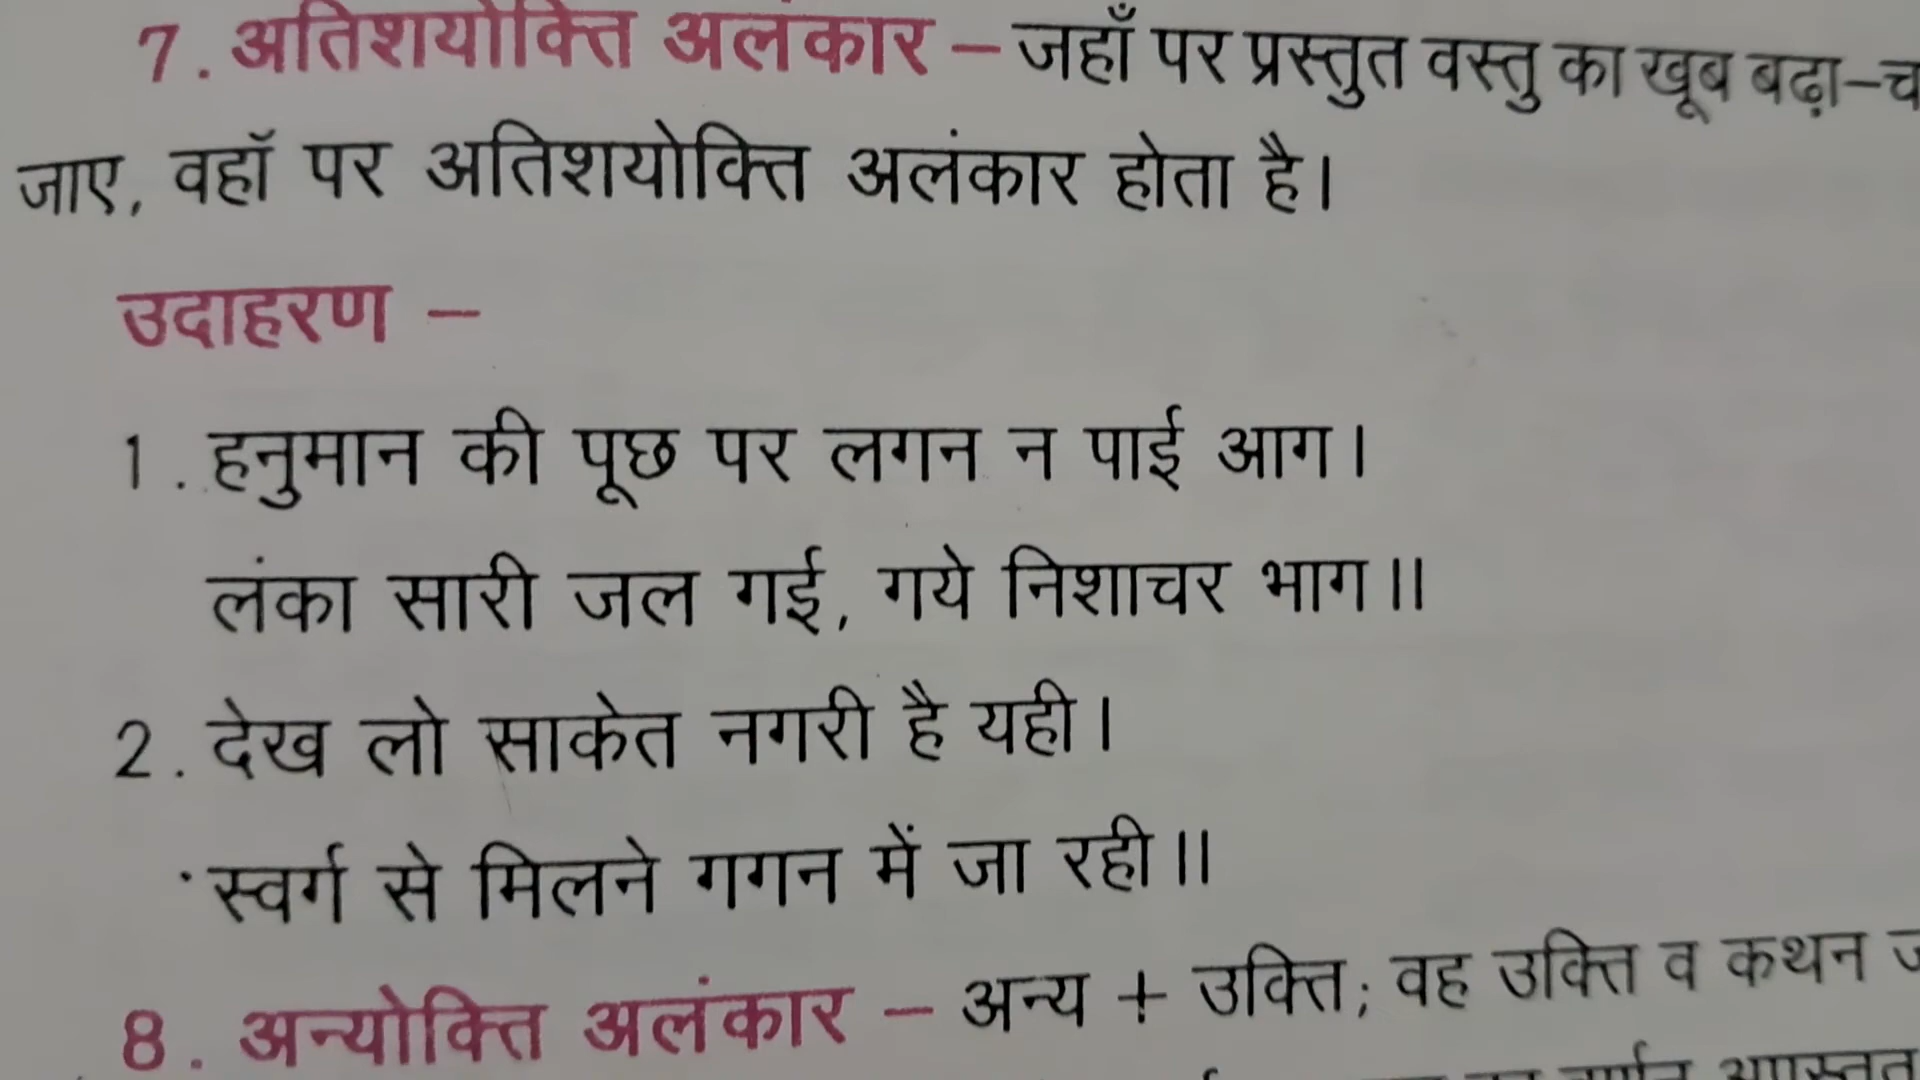 7. अतिशयोक्ति अलंकार – जहाँ पर प्रस्तुत वस्तु का खूब बढ़ा-च
जाए, वहॉ पर अतिशयोक्ति अलंकार होता है।
उदाहरण –
1. हनुमान की पूछ पर लगन न पाई आग।
लंका सारी जल गई, गये निशाचर भाग॥
2. देख लो साकेत नगरी है यही।
स्वर्ग से मिलने गगन में जा रही॥
8. अन्योक्ति अलंकार – अन्य + उक्ति; वह उक्ति व कथन